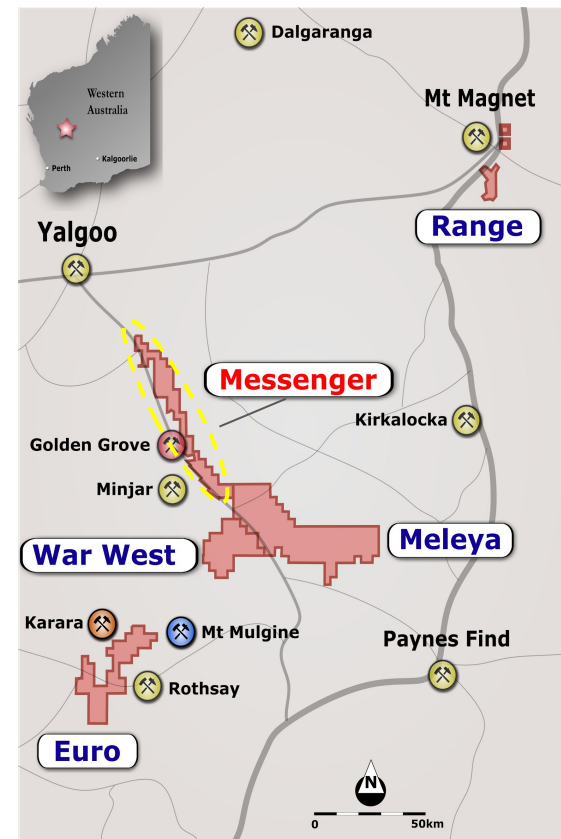 Dalgaranga
Western
Australia
Kalgoorlie
Perth
Mt Magnet
Range
Yalgoo
Messenger
Kirkalocka
Golden Grove
Minjar
War West
Meleya
Karara
Mt Mulgine
Paynes Find
Rothsay
Euro
N
0 50km